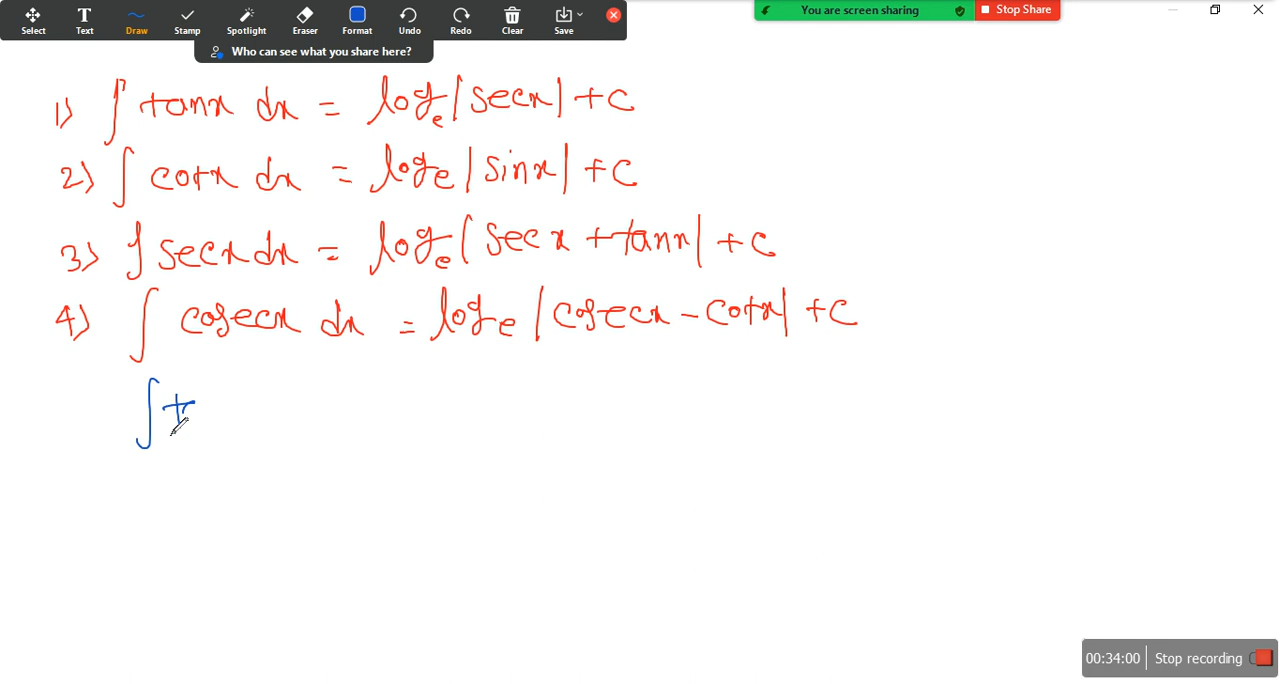 Select Text Draw Stamp Spotlight Eraser Format Undo Redo Clear Save
You are screen sharing Stop Share
Who can see what you share here?
1) ∫ tanx dx = logₑ|secx| + c
2) ∫ cotx dx = logₑ|sinx| + c
3) ∫ secx dx = logₑ|secx + tanx| + c
4) ∫ cosecx dx = logₑ|cosecx - cotx| + c
∫ t
00:34:00 Stop recording